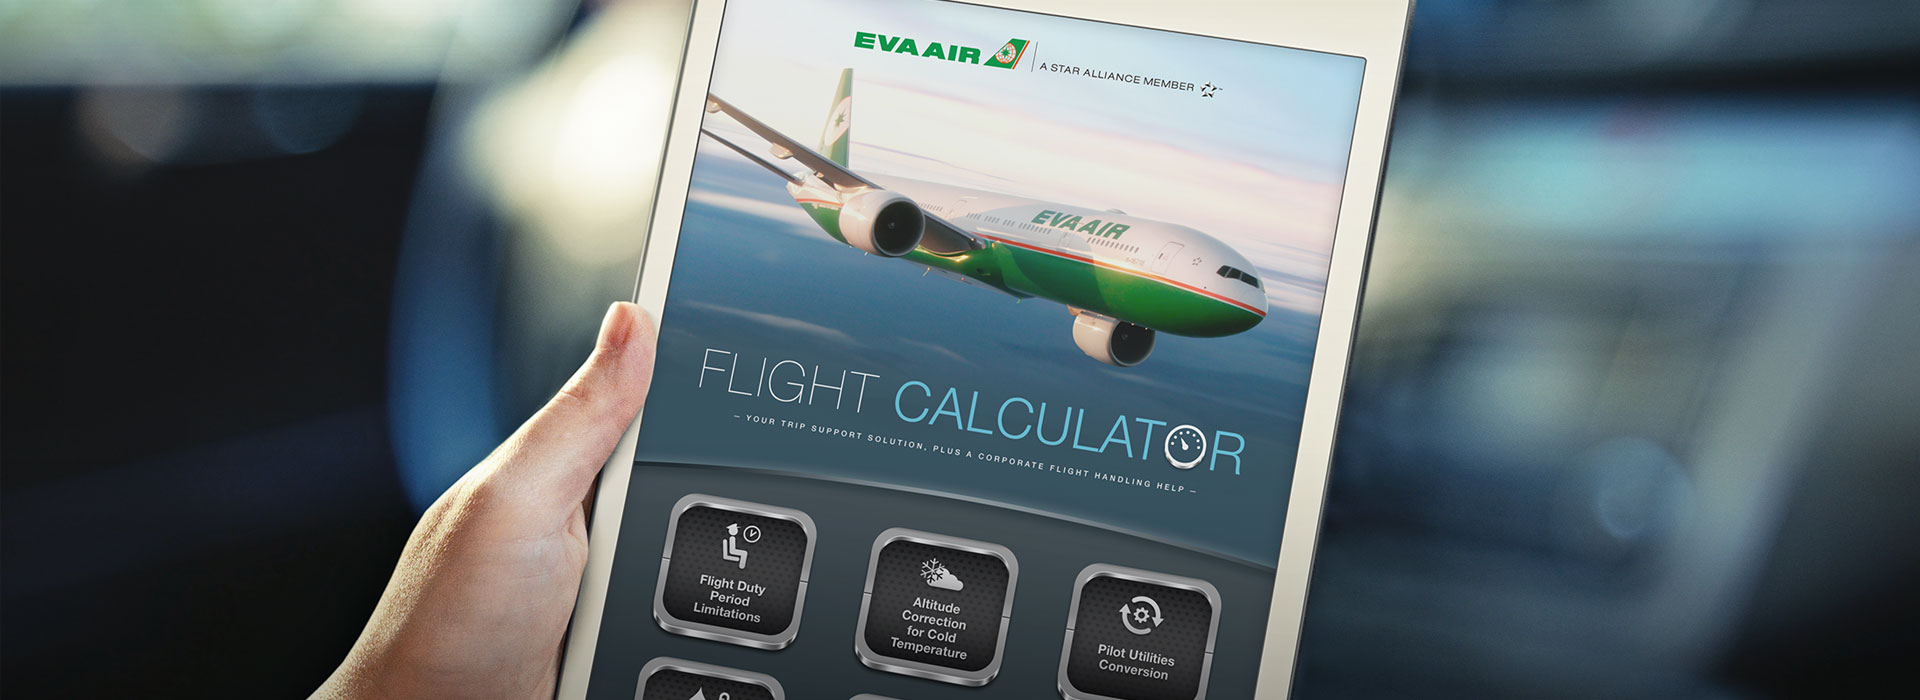 EVA AIR
A STAR ALLIANCE MEMBER
EVA AIR
FLIGHT CALCULATOR
– YOUR TRIP SUPPORT SOLUTION, PLUS A CORPORATE FLIGHT HANDLING HELP –
Flight Duty
Period
Limitations
Altitude
Correction
for Cold
Temperature
Pilot Utilities
Conversion